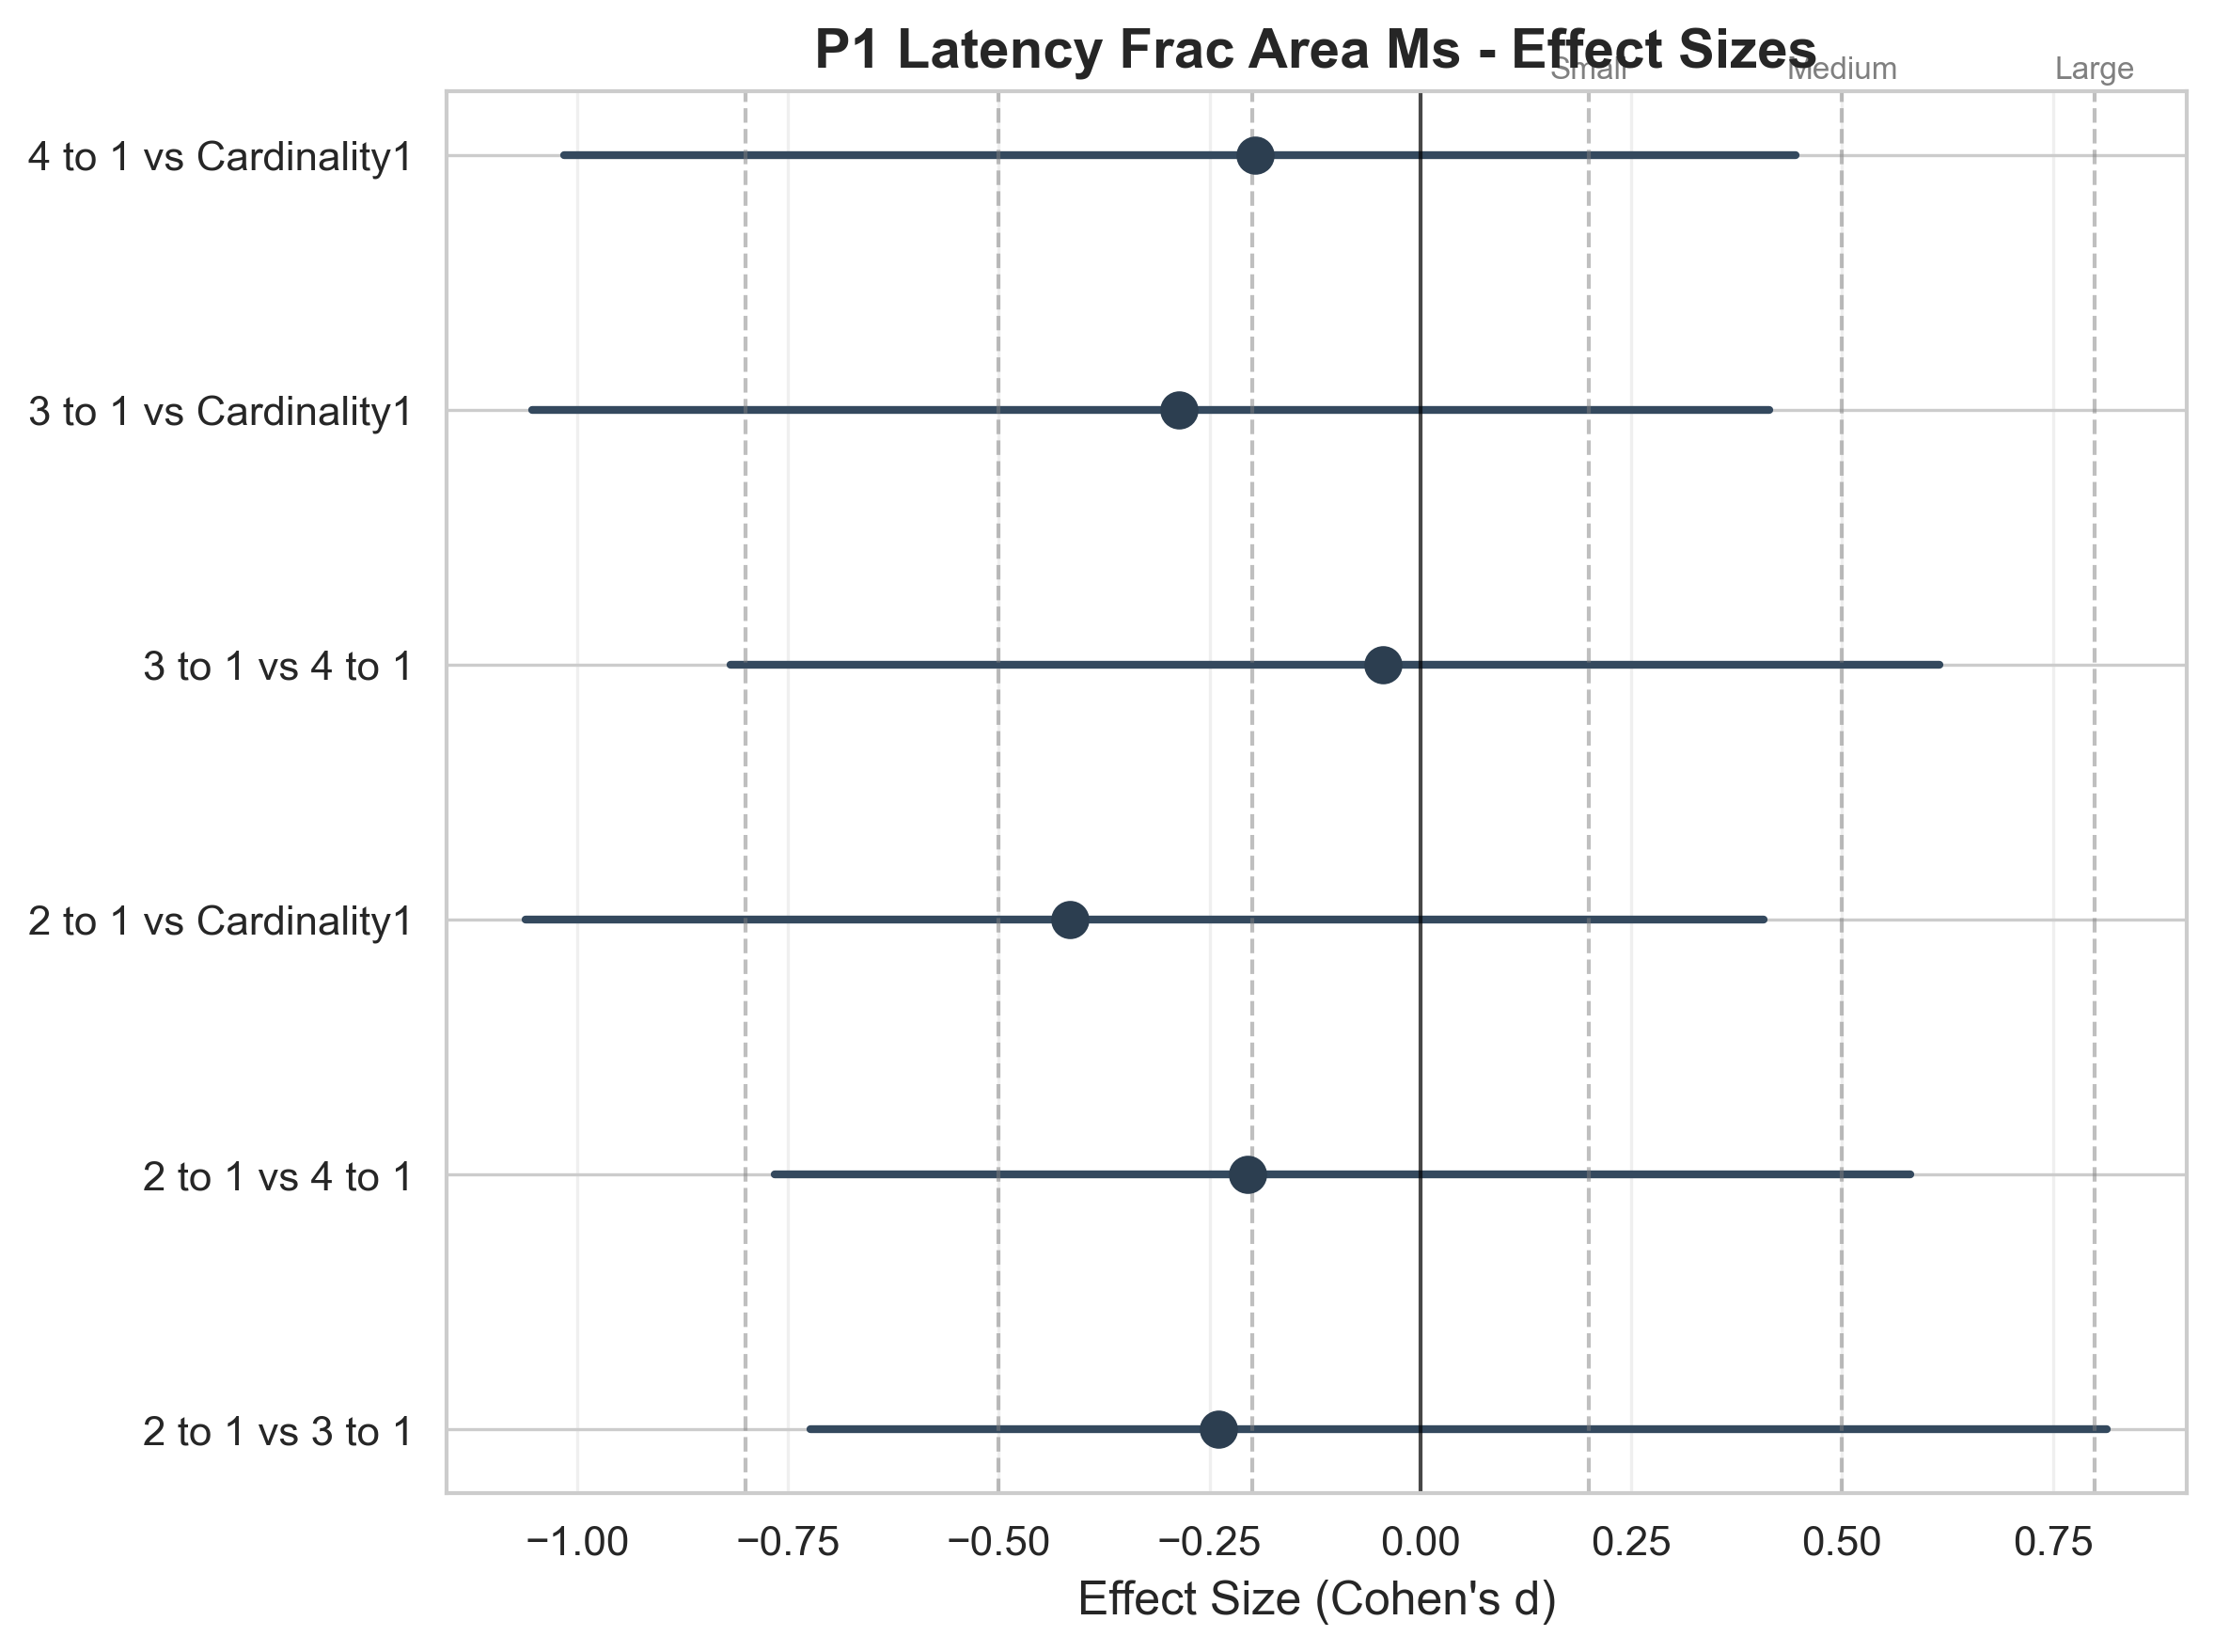 P1 Latency Frac Area Ms - Effect Sizes
Small Medium Large
4 to 1 vs Cardinality1
3 to 1 vs Cardinality1
3 to 1 vs 4 to 1
2 to 1 vs Cardinality1
2 to 1 vs 4 to 1
2 to 1 vs 3 to 1
−1.00 −0.75 −0.50 −0.25 0.00 0.25 0.50 0.75
Effect Size (Cohen's d)